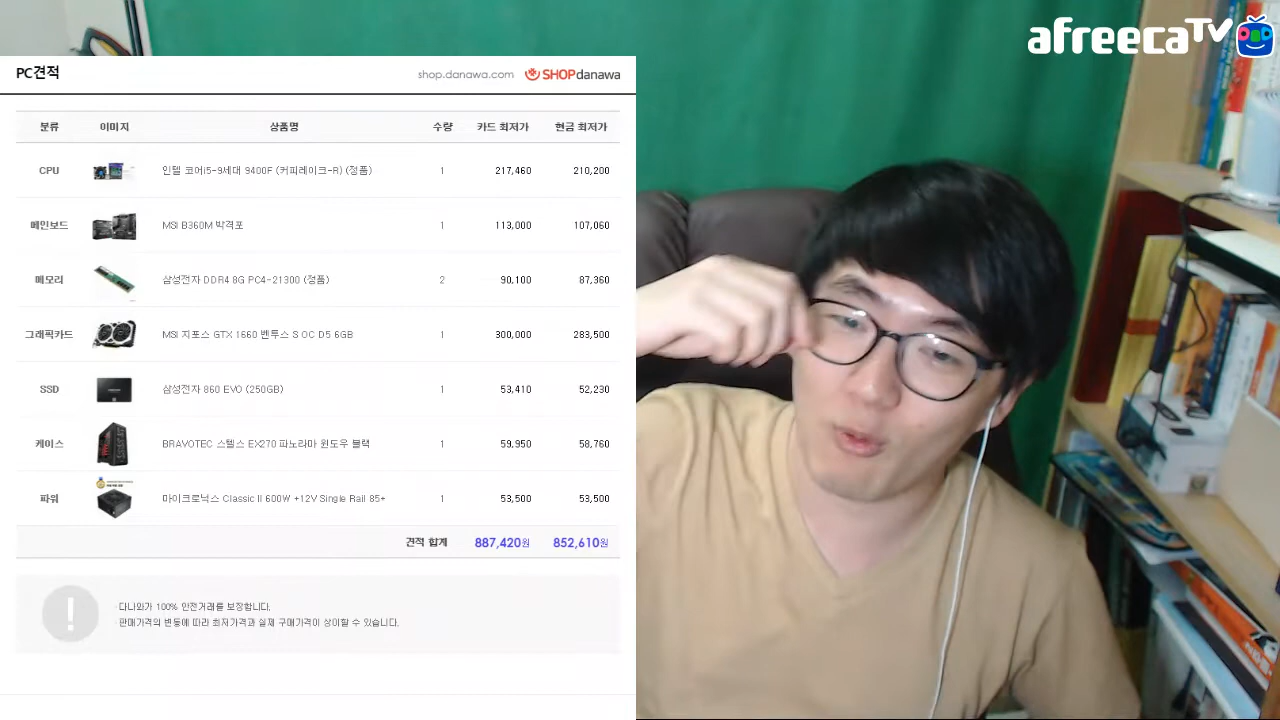 afreecaTV
PC견적
shop.danawa.com SHOPdanawa
분류 이미지 상품명 수량 카드 최저가 현금 최저가
CPU 인텔 코어i5-9세대 9400F (커피레이크-R) (정품) 1 217,460 210,200
메인보드 MSI B360M 박격포 1 113,000 107,060
메모리 삼성전자 DDR4 8G PC4-21300 (정품) 2 90,100 87,360
그래픽카드 MSI 지포스 GTX 1660 벤투스 S OC D5 6GB 1 300,000 283,500
SSD 삼성전자 860 EVO (250GB) 1 53,410 52,230
케이스 BRAVOTEC 스텔스 EX270 파노라마 윈도우 블랙 1 59,950 58,760
파워 마이크로닉스 Classic II 600W +12V Single Rail 85+ 1 53,500 53,500
견적 합계 887,420원 852,610원
· 다나와가 100% 안전거래를 보장합니다.
· 판매가격의 변동에 따라 최저가격과 실제 구매가격이 상이할 수 있습니다.